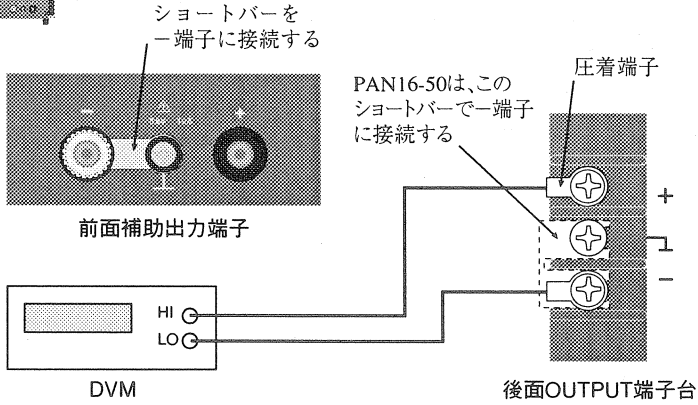 ショートバーを
－端子に接続する
圧着端子
PAN16-50は、この
ショートバーで－端子
に接続する
前面補助出力端子
＋
－
HI
LO
DVM
後面OUTPUT端子台